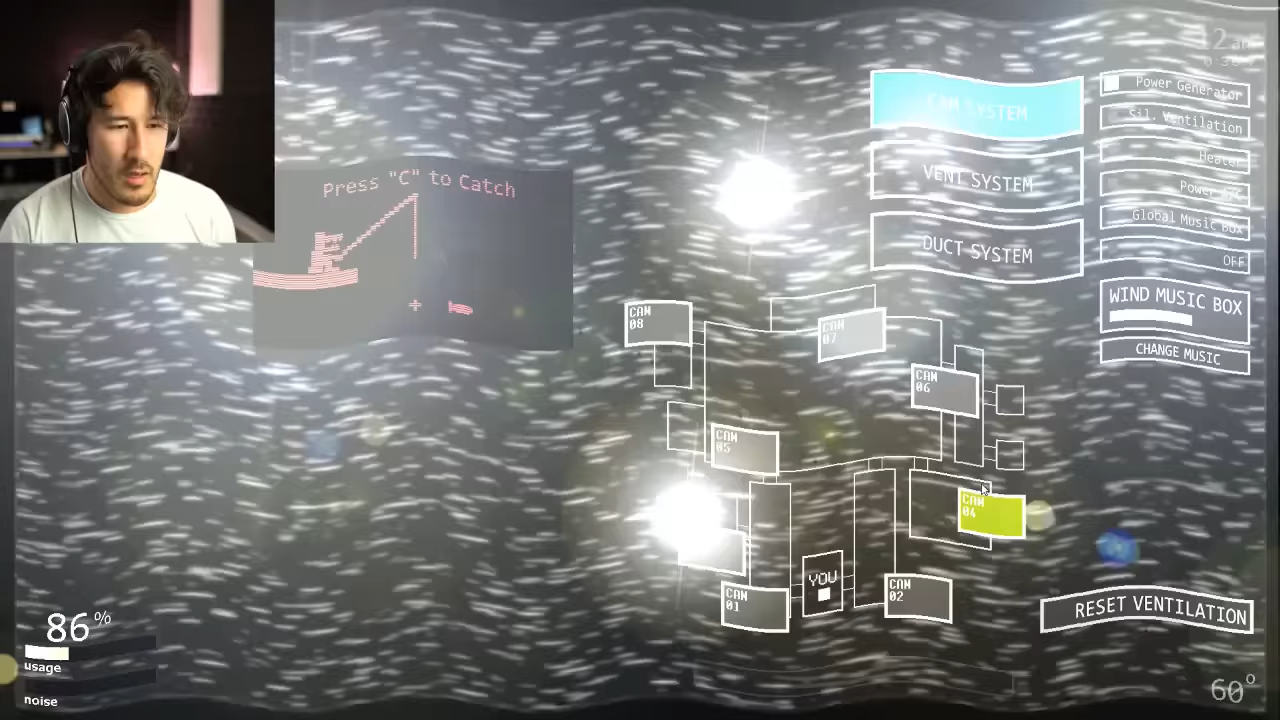 Press "C" to Catch
12 am
CAM SYSTEM
VENT SYSTEM
DUCT SYSTEM
Power Generator
Sil. Ventilation
Heater
Power A/C
Global Music Box
OFF
WIND MUSIC BOX
CHANGE MUSIC
CAM
08
CAM
07
CAM
06
CAM
05
CAM
04
YOU
CAM
01
CAM
02
RESET VENTILATION
86%
usage
noise
60°